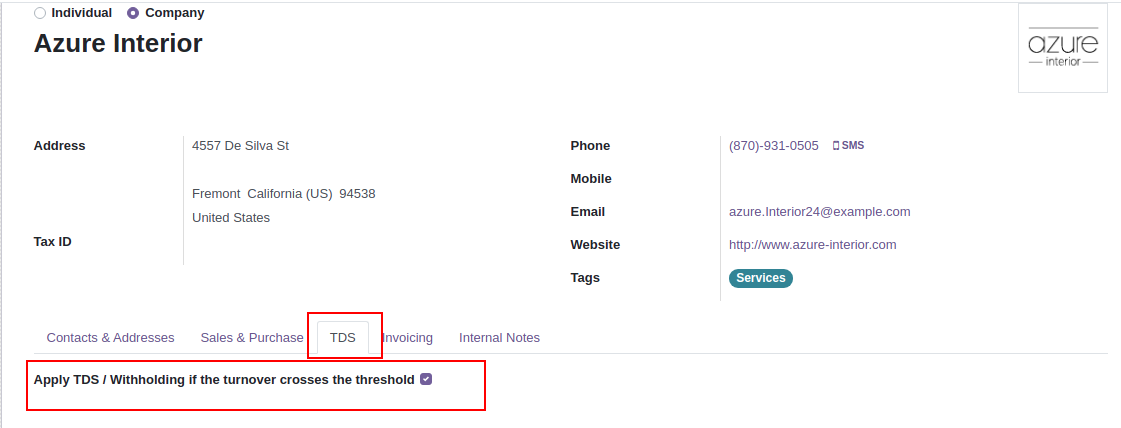 Individual Company
Azure Interior
azure
interior
Address 4557 De Silva St
Fremont California (US) 94538
United States
Tax ID
Phone (870)-931-0505 SMS
Mobile
Email azure.Interior24@example.com
Website http://www.azure-interior.com
Tags Services
Contacts & Addresses Sales & Purchase TDS Invoicing Internal Notes
Apply TDS / Withholding if the turnover crosses the threshold